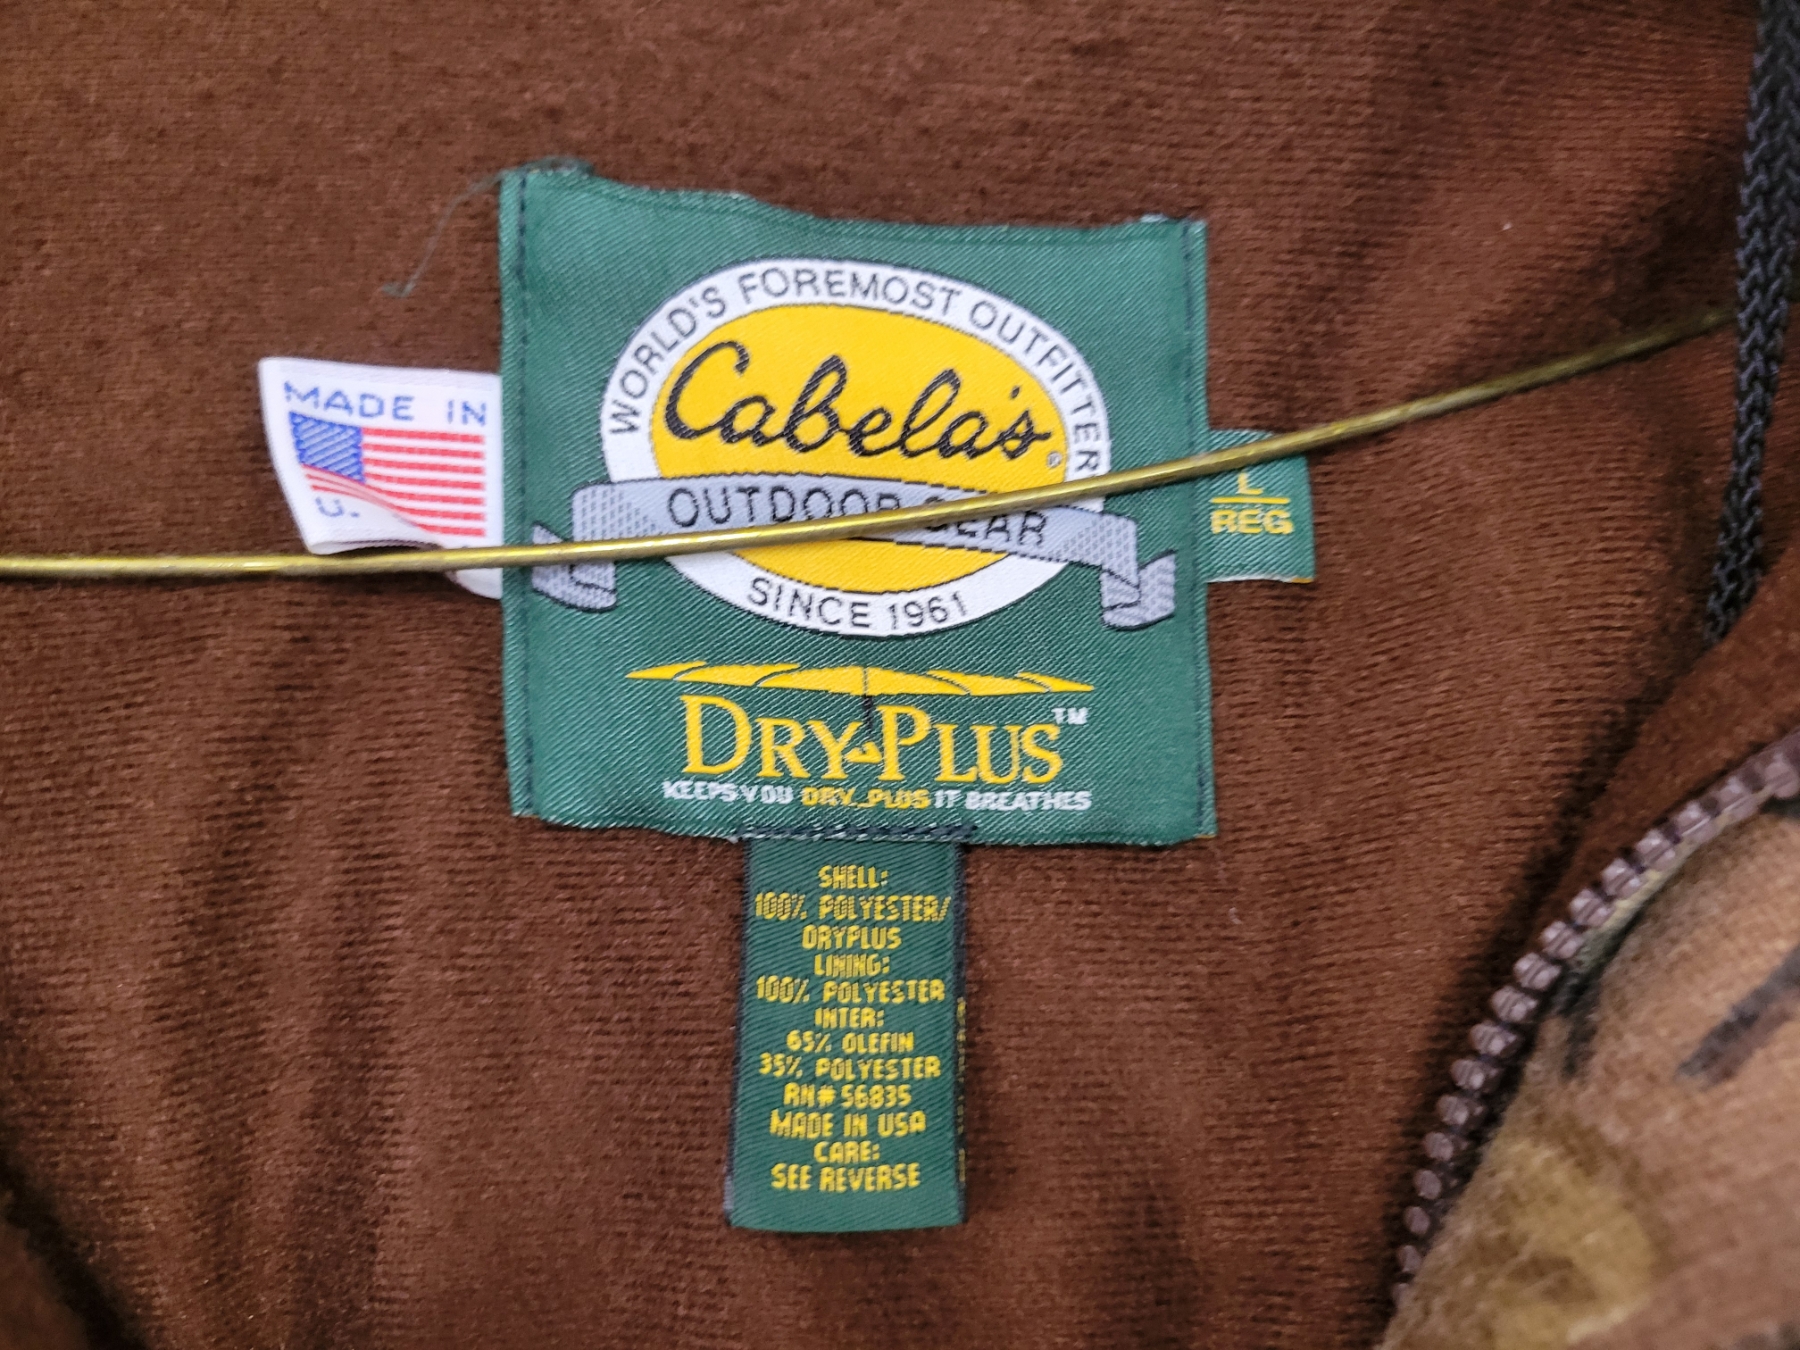 MADE IN
U.
WORLD'S FOREMOST OUTFITTER
Cabela's®
OUTDOOR GEAR
SINCE 1961
L
REG
DRY-PLUS™
KEEPS YOU DRY-PLUS IT BREATHES
SHELL:
100% POLYESTER/
DRYPLUS
LINING:
100% POLYESTER
INTER:
65% OLEFIN
35% POLYESTER
RN# 56835
MADE IN USA
CARE:
SEE REVERSE